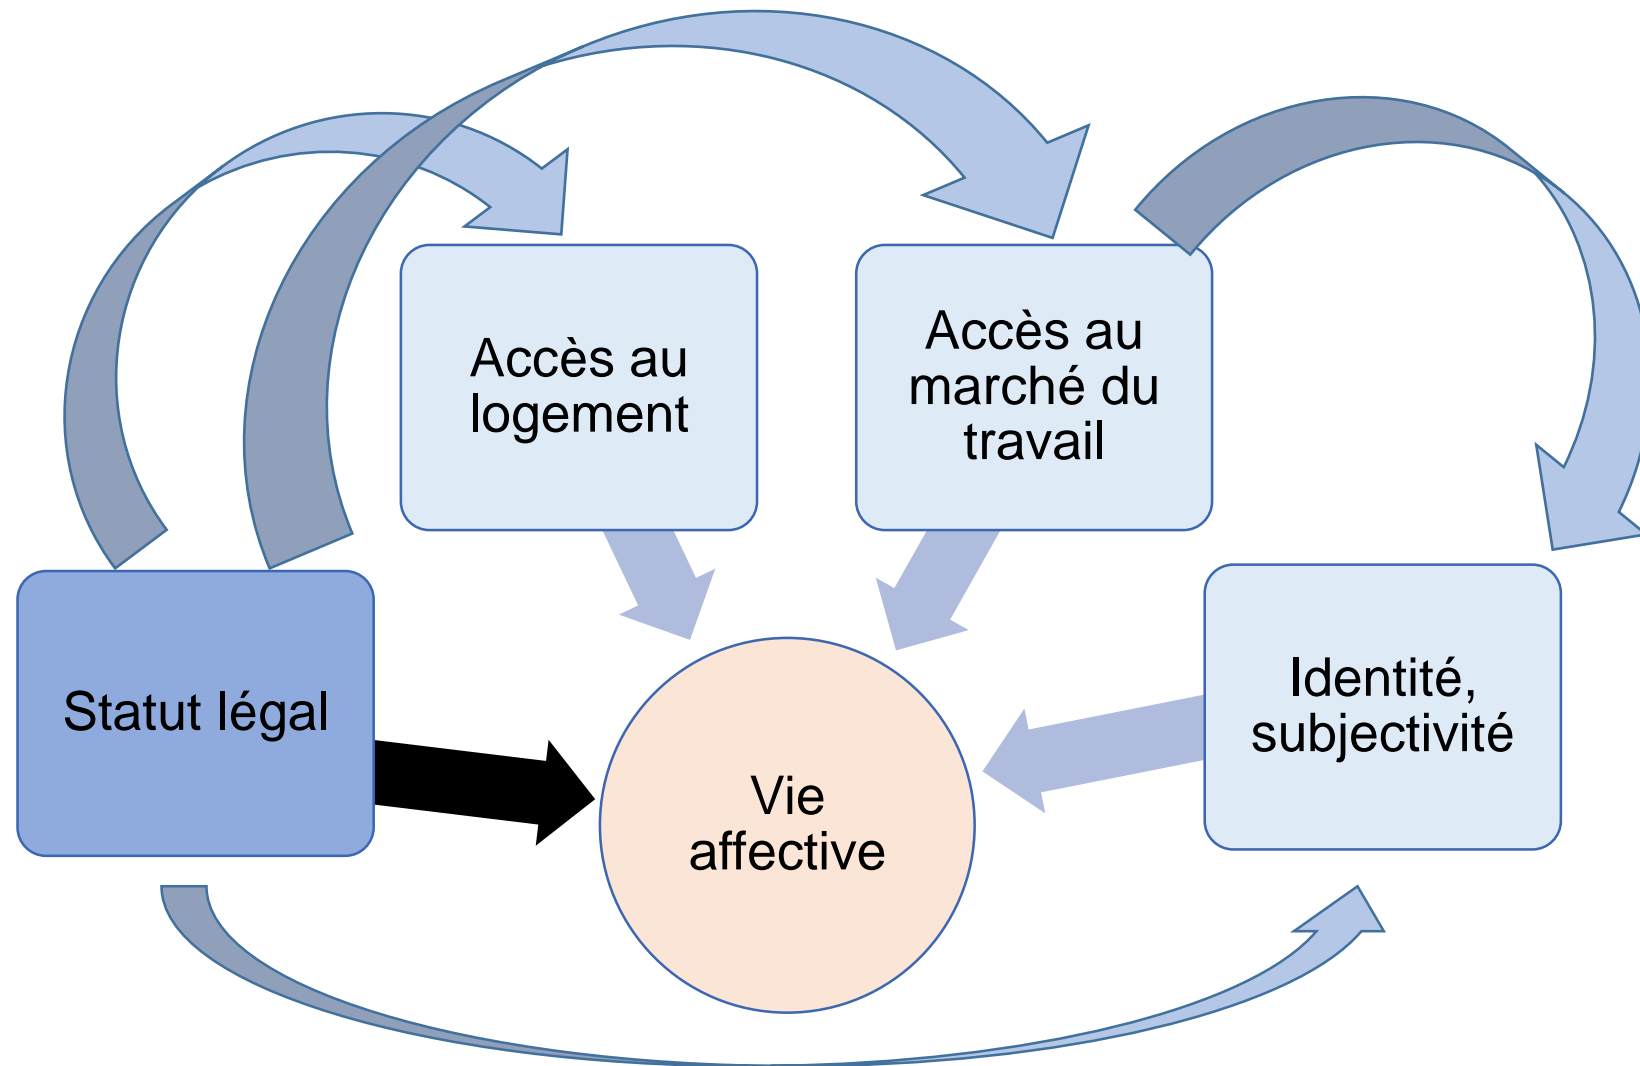 Accès au
logement
Accès au
marché du
travail
Statut légal
Identité,
subjectivité
Vie
affective